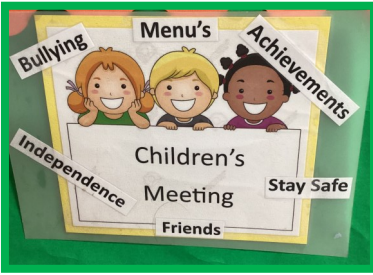 Bullying
Menu's
Achievements
Children's
Meeting
Independence
Stay Safe
Friends